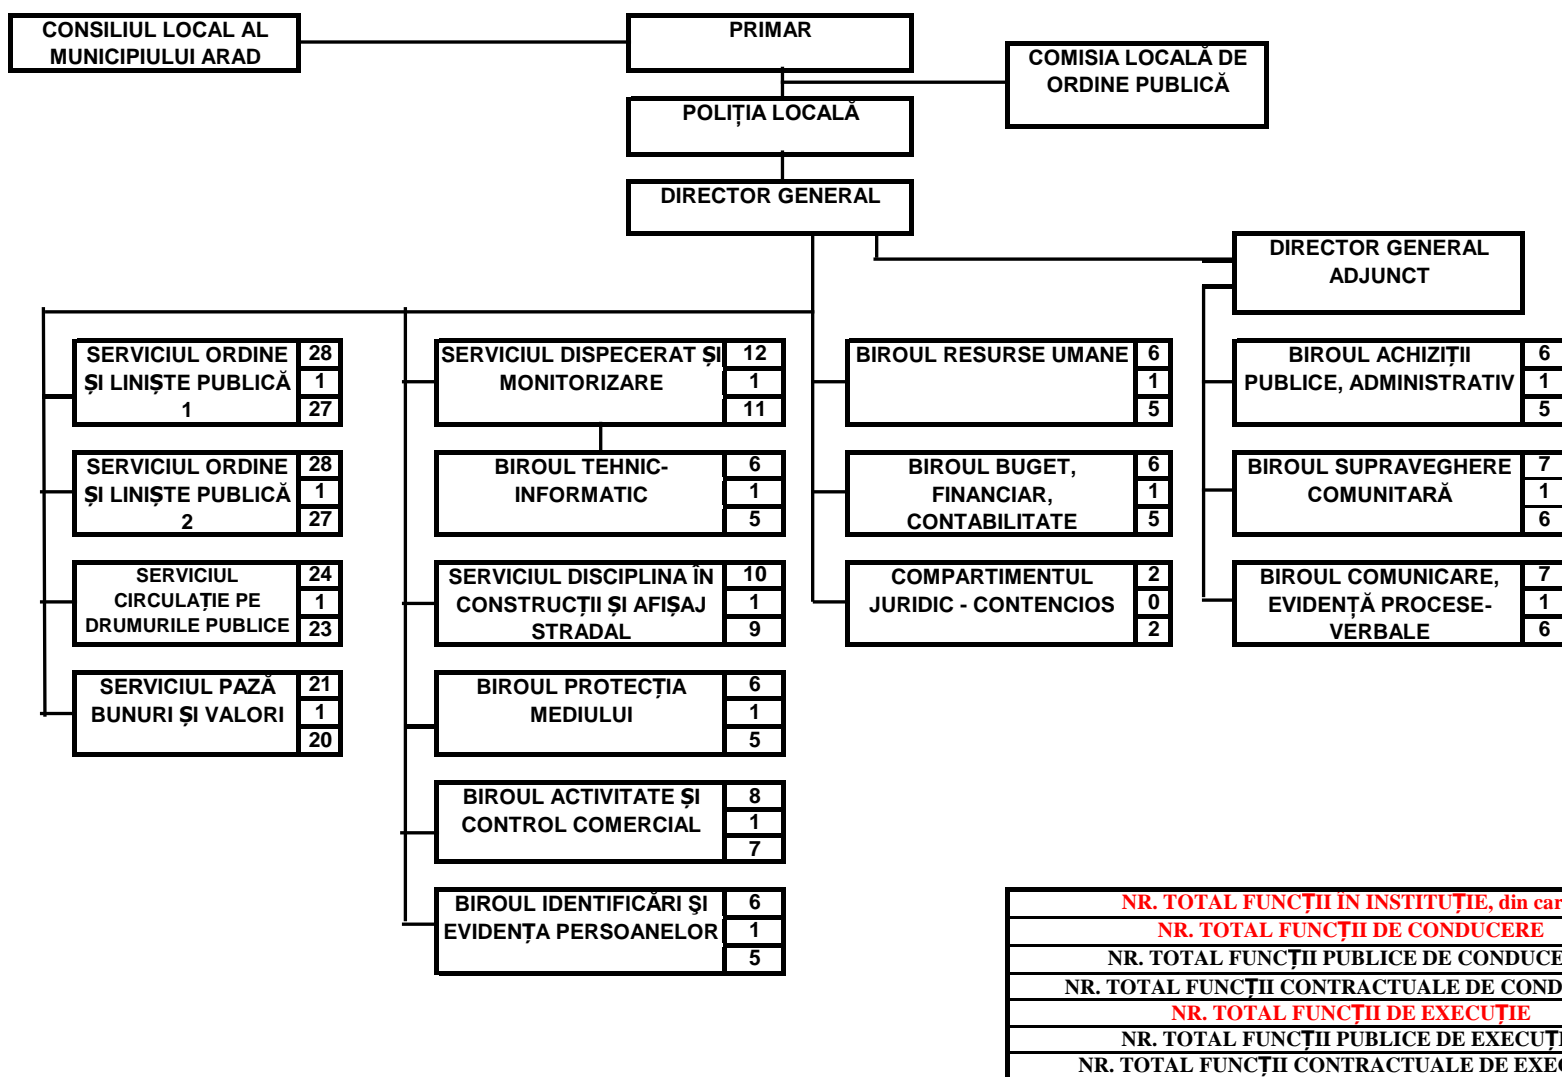 CONSILIUL LOCAL AL
MUNICIPIULUI ARAD
PRIMAR
COMISIA LOCALĂ DE
ORDINE PUBLICĂ
POLIȚIA LOCALĂ
DIRECTOR GENERAL
DIRECTOR GENERAL
ADJUNCT
SERVICIUL ORDINE
ȘI LINIȘTE PUBLICĂ
1
28
1
27
SERVICIUL ORDINE
ȘI LINIȘTE PUBLICĂ
2
28
1
27
SERVICIUL
CIRCULAȚIE PE
DRUMURILE PUBLICE
24
1
23
SERVICIUL PAZĂ
BUNURI ȘI VALORI
21
1
20
SERVICIUL DISPECERAT ȘI
MONITORIZARE
12
1
11
BIROUL TEHNIC-
INFORMATIC
6
1
5
SERVICIUL DISCIPLINA ÎN
CONSTRUCȚII ȘI AFIȘAJ
STRADAL
10
1
9
BIROUL PROTECȚIA
MEDIULUI
6
1
5
BIROUL ACTIVITATE ȘI
CONTROL COMERCIAL
8
1
7
BIROUL IDENTIFICĂRI ŞI
EVIDENȚA PERSOANELOR
6
1
5
BIROUL RESURSE UMANE
6
1
5
BIROUL BUGET,
FINANCIAR,
CONTABILITATE
6
1
5
COMPARTIMENTUL
JURIDIC - CONTENCIOS
2
0
2
BIROUL ACHIZIȚII
PUBLICE, ADMINISTRATIV
6
1
5
BIROUL SUPRAVEGHERE
COMUNITARĂ
7
1
6
BIROUL COMUNICARE,
EVIDENȚĂ PROCESE-
VERBALE
7
1
6
NR. TOTAL FUNCȚII ÎN INSTITUȚIE, din car
NR. TOTAL FUNCȚII DE CONDUCERE
NR. TOTAL FUNCȚII PUBLICE DE CONDUCE
NR. TOTAL FUNCȚII CONTRACTUALE DE COND
NR. TOTAL FUNCȚII DE EXECUȚIE
NR. TOTAL FUNCȚII PUBLICE DE EXECUȚI
NR. TOTAL FUNCȚII CONTRACTUALE DE EXEC